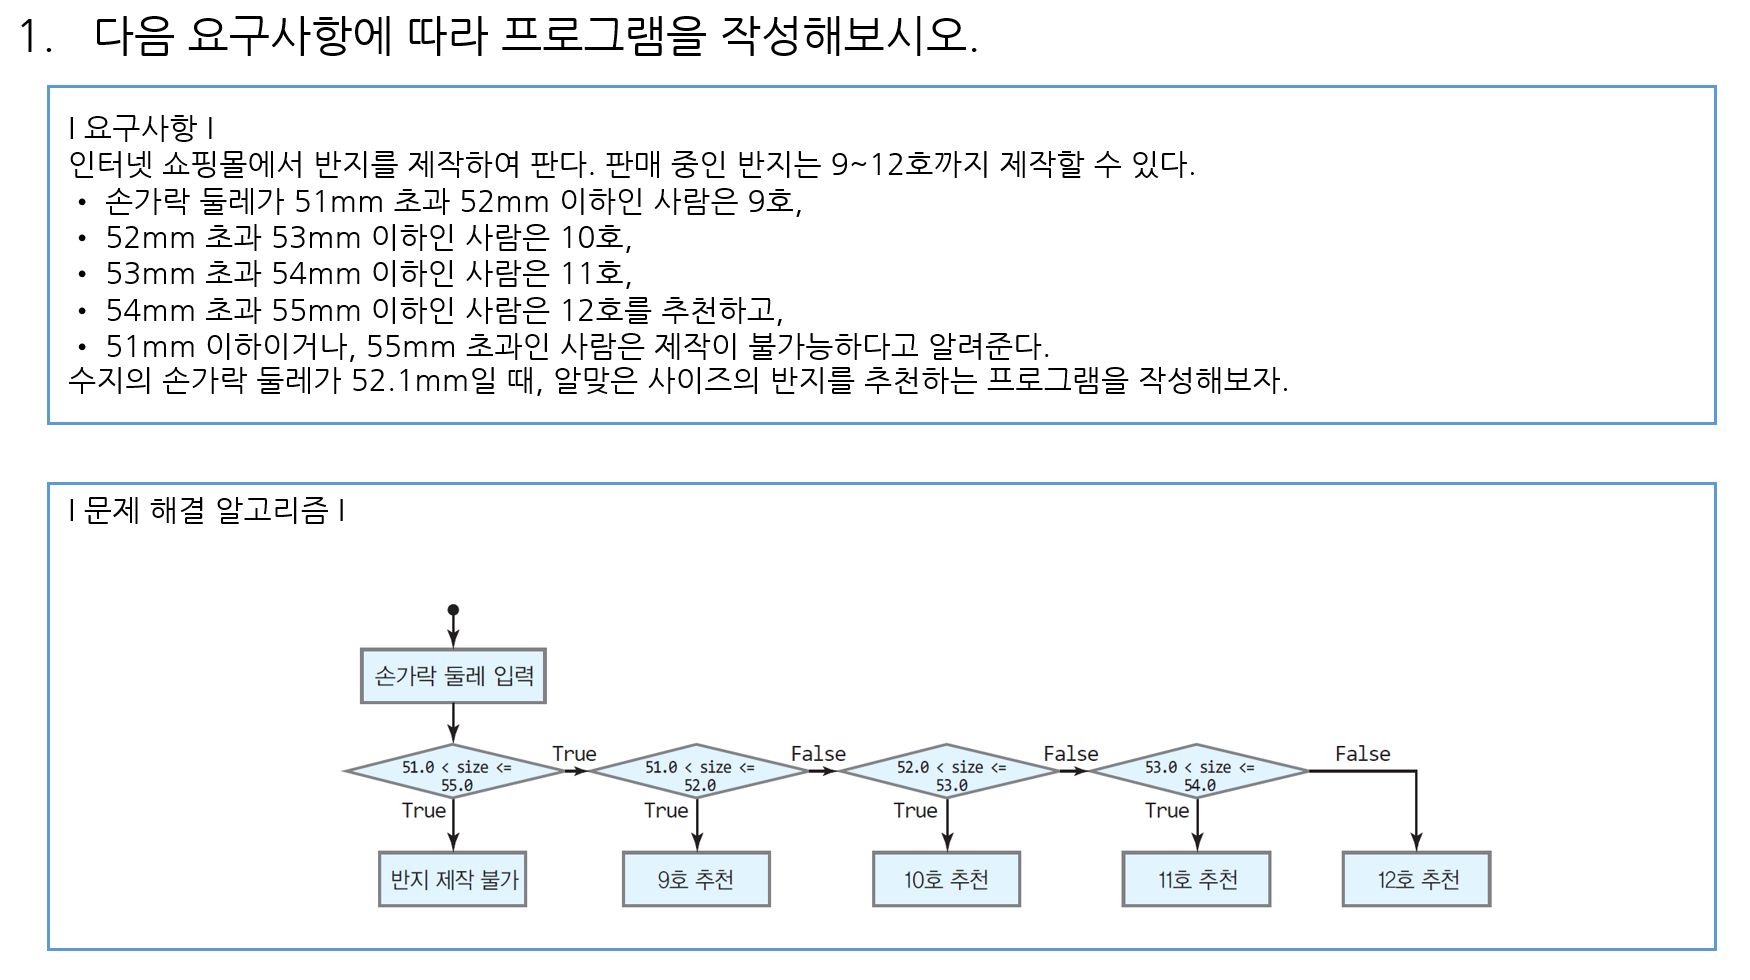 1. 다음 요구사항에 따라 프로그램을 작성해보시오.
| 요구사항 |
인터넷 쇼핑몰에서 반지를 제작하여 판다. 판매 중인 반지는 9~12호까지 제작할 수 있다.
• 손가락 둘레가 51mm 초과 52mm 이하인 사람은 9호,
• 52mm 초과 53mm 이하인 사람은 10호,
• 53mm 초과 54mm 이하인 사람은 11호,
• 54mm 초과 55mm 이하인 사람은 12호를 추천하고,
• 51mm 이하이거나, 55mm 초과인 사람은 제작이 불가능하다고 알려준다.
수지의 손가락 둘레가 52.1mm일 때, 알맞은 사이즈의 반지를 추천하는 프로그램을 작성해보자.
| 문제 해결 알고리즘 |
손가락 둘레 입력
True
False
False
False
51.0 < size <=
55.0
51.0 < size <=
52.0
52.0 < size <=
53.0
53.0 < size <=
54.0
True
True
True
True
반지 제작 불가
9호 추천
10호 추천
11호 추천
12호 추천